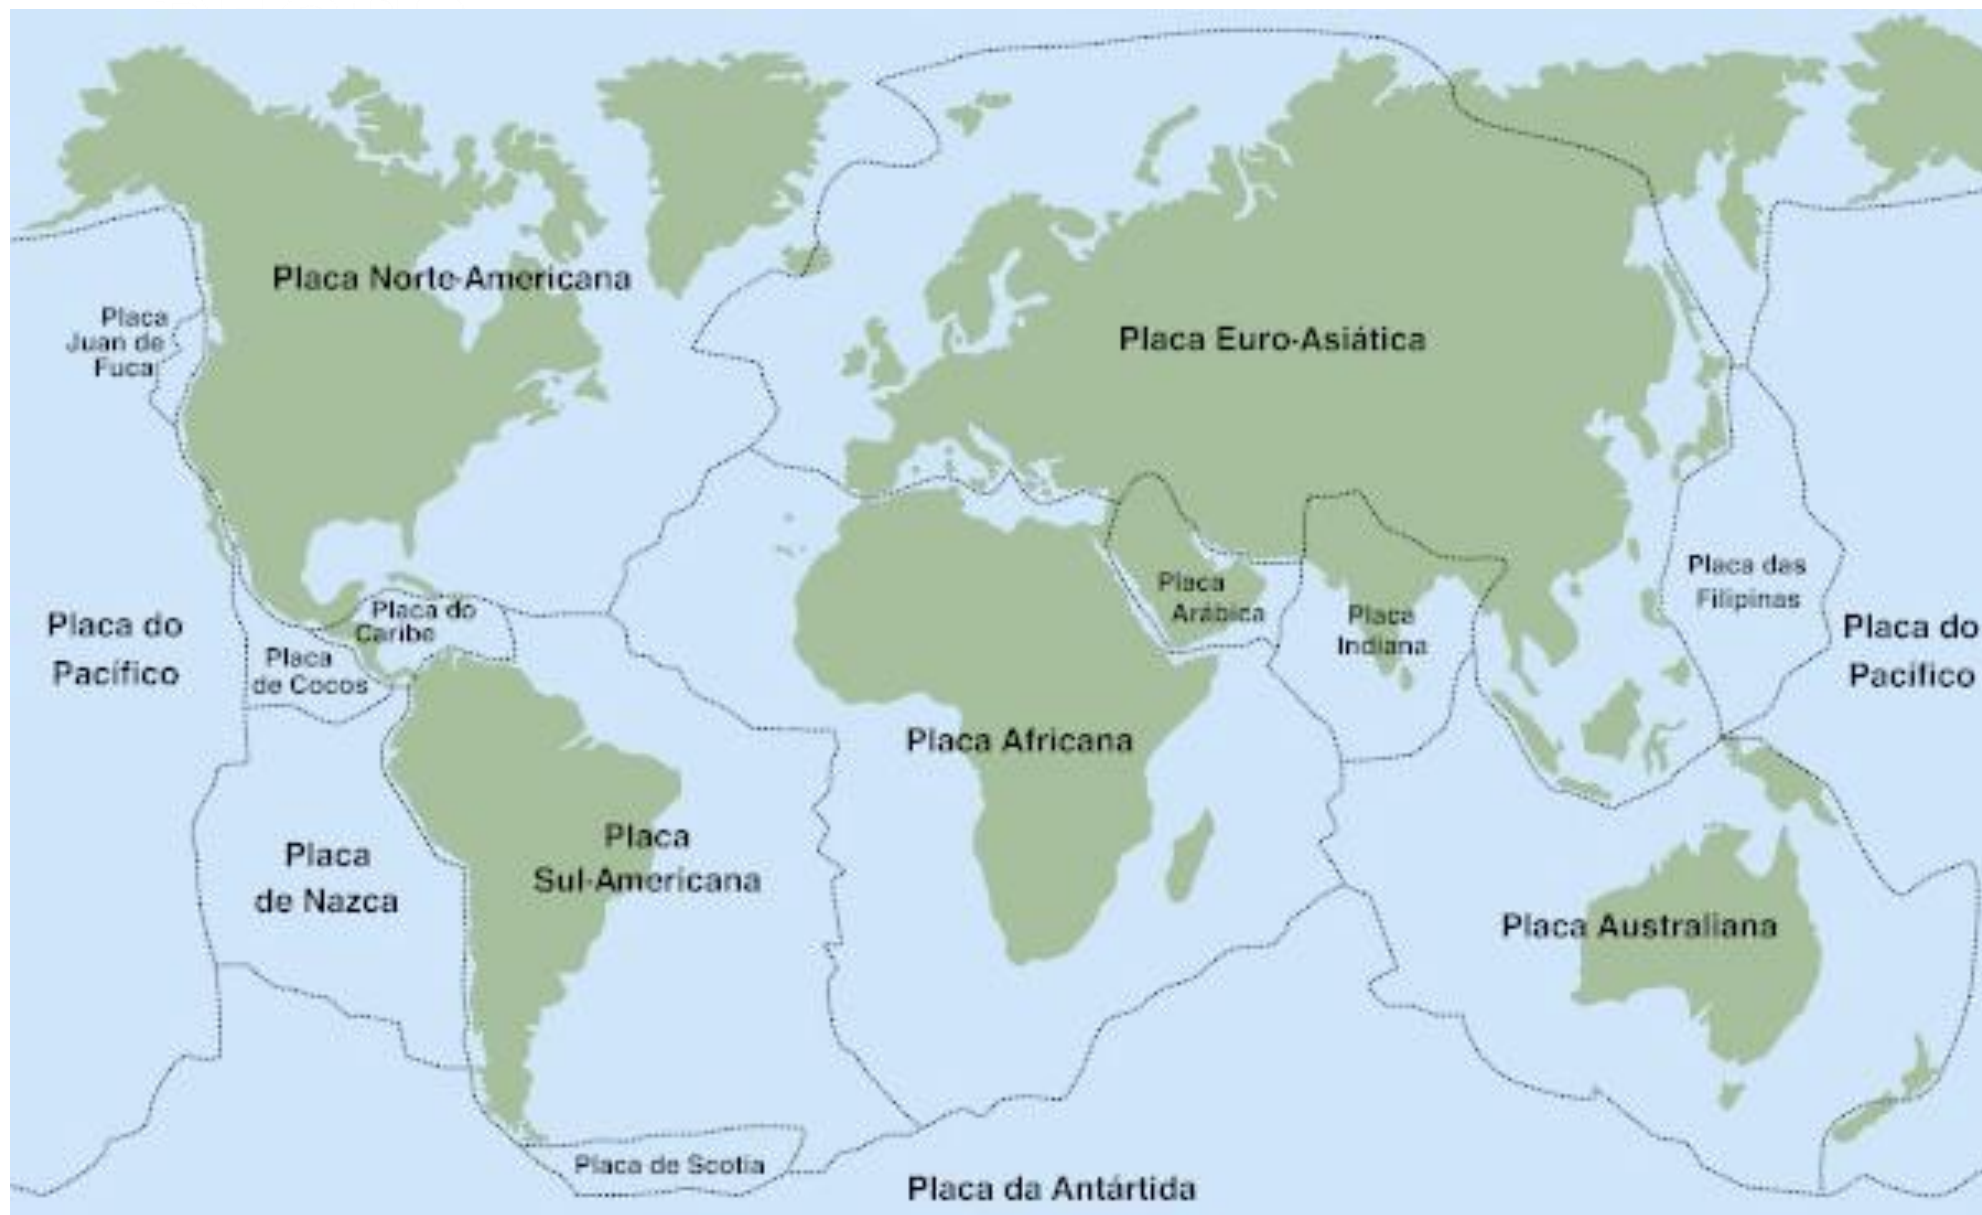 Placa Norte-Americana
Placa
Juan de
Fuca
Placa Euro-Asiática
Placa do
Pacífico
Placa do
Caribe
Placa
de Cocos
Placa
Arábica
Placa
Indiana
Placa das
Filipinas
Placa do
Pacífico
Placa Africana
Placa
de Nazca
Placa
Sul-Americana
Placa Australiana
Placa de Scotia
Placa da Antártida